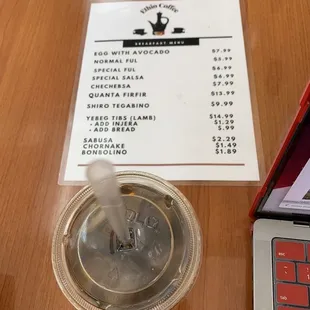 Ethio Coffee
BREAKFAST MENU
EGG WITH AVOCADO $7.99
NORMAL FUL $5.99
SPECIAL FUL $6.99
SPECIAL SALSA $6.99
CHECHEBSA $7.99
QUANTA FIRFIR $13.99
SHIRO TEGABINO $9.99
YEBEG TIBS (LAMB) $14.99
• ADD INJERA $1.29
• ADD BREAD $.99
SABUSA $2.29
CHORNAKE $1.49
BONBOLINO $1.89